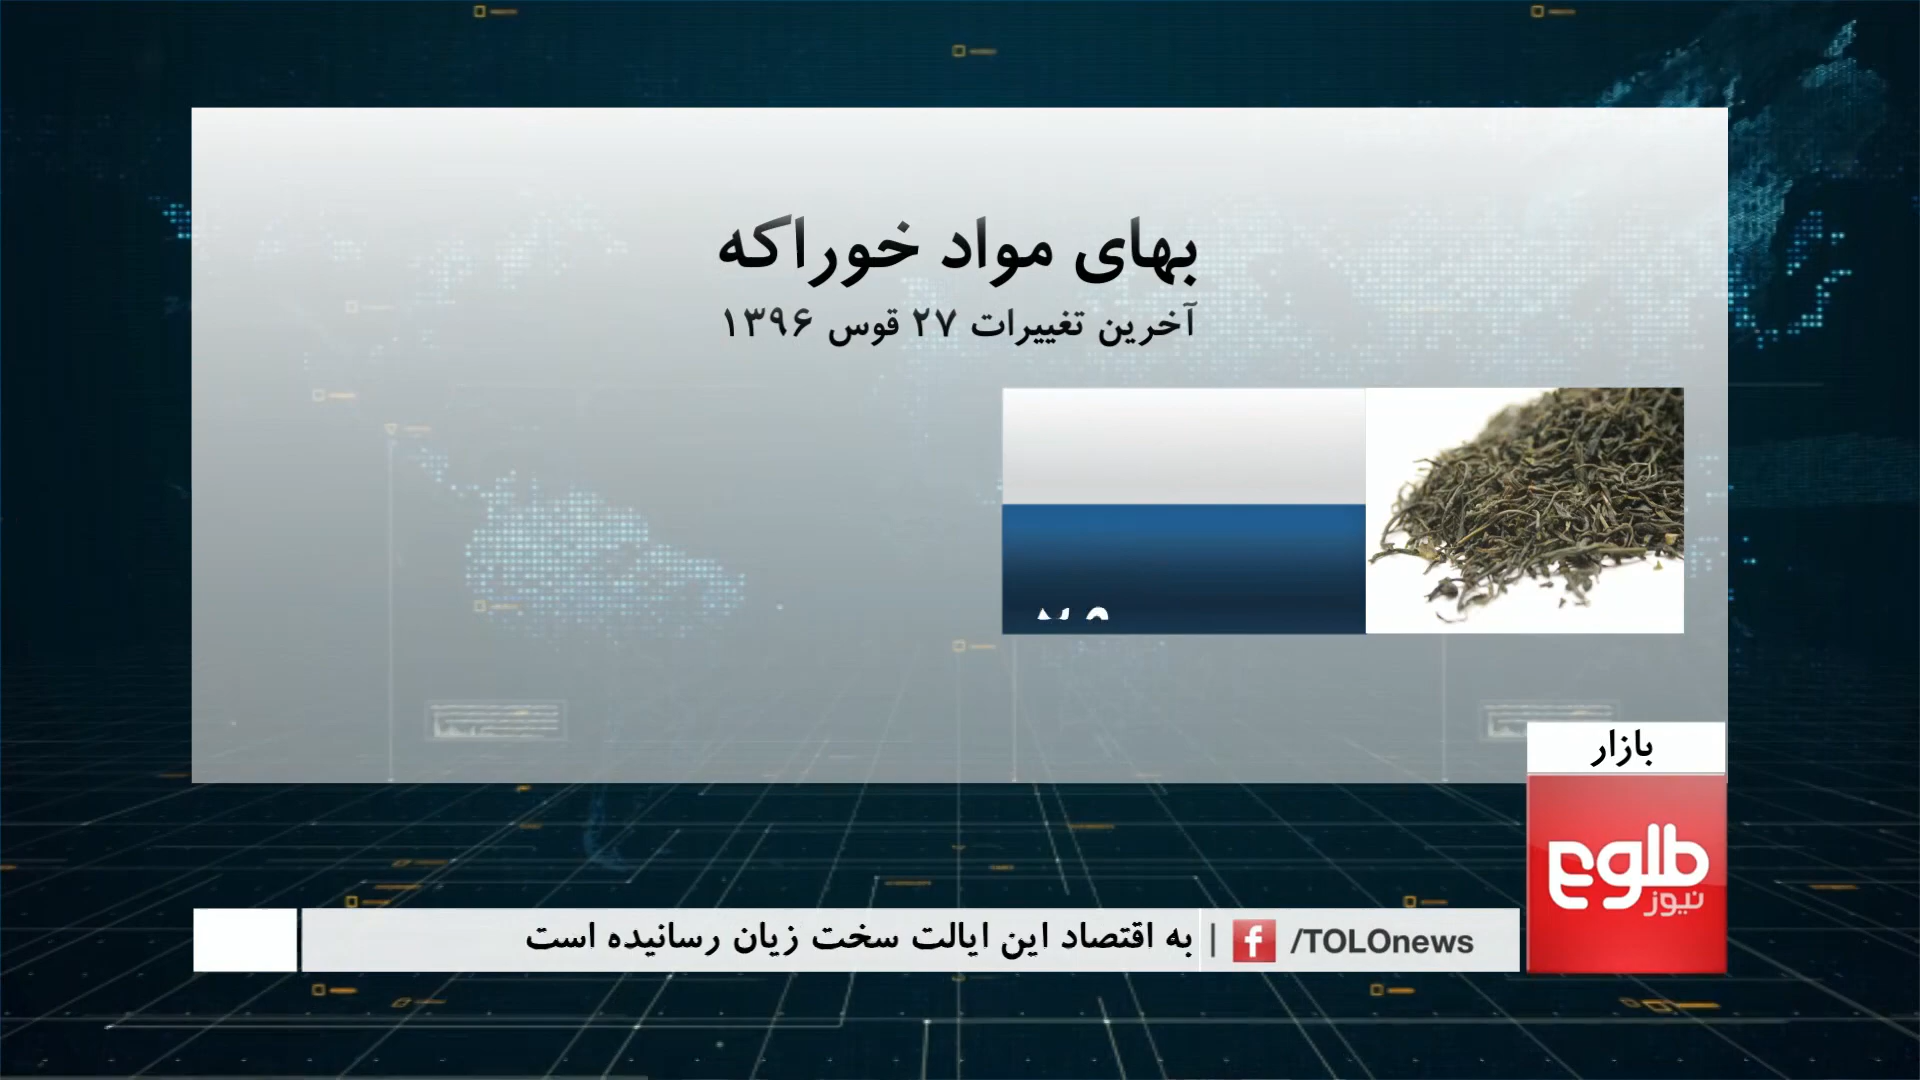 بهای مواد خوراکه
آخرین تغییرات ۲۷ قوس ۱۳۹۶
بازار
طلوع
نیوز
به اقتصاد این ایالت سخت زیان رسانیده است
| f /TOLOnews